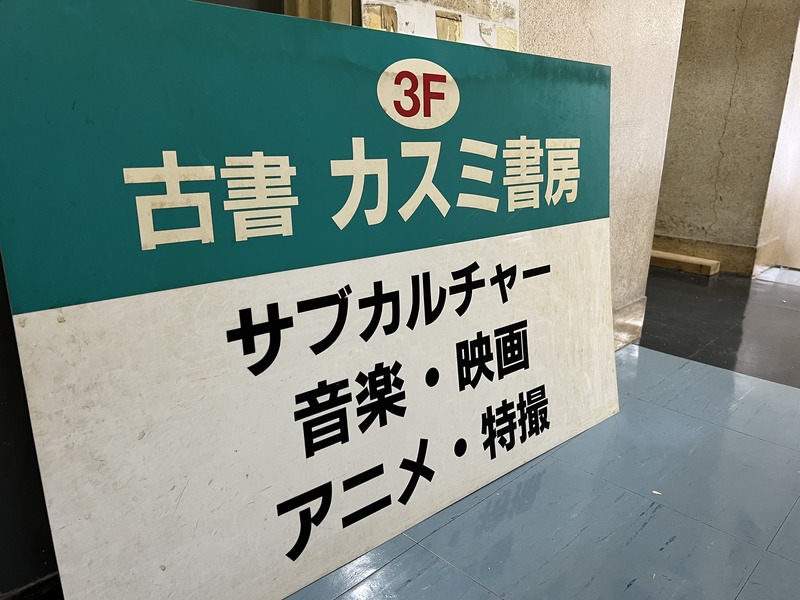 3F
古書 カスミ書房
サブカルチャー
音楽・映画
アニメ・特撮